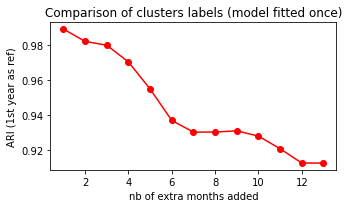 Comparison of clusters labels (model fitted once)
0.98
0.96
0.94
0.92
ARI (1st year as ref)
2 4 6 8 10 12
nb of extra months added